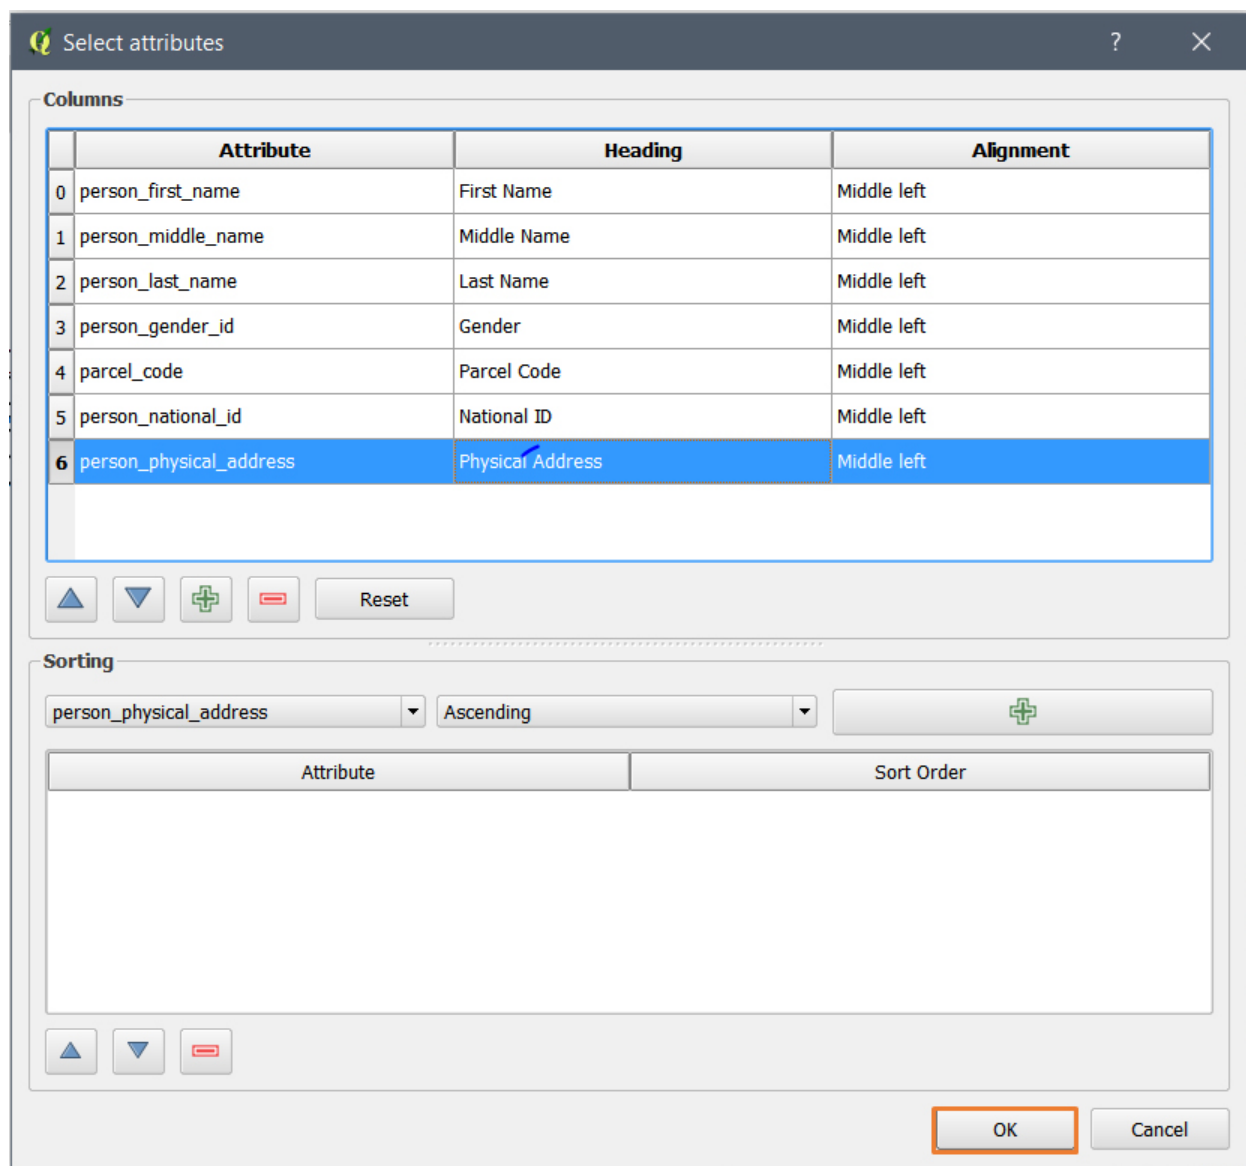 Select attributes ?
Columns
Attribute Heading Alignment
0 person_first_name First Name Middle left
1 person_middle_name Middle Name Middle left
2 person_last_name Last Name Middle left
3 person_gender_id Gender Middle left
4 parcel_code Parcel Code Middle left
5 person_national_id National ID Middle left
6 person_physical_address Physical Address Middle left
Reset
Sorting
person_physical_address Ascending
Attribute Sort Order
OK Cancel